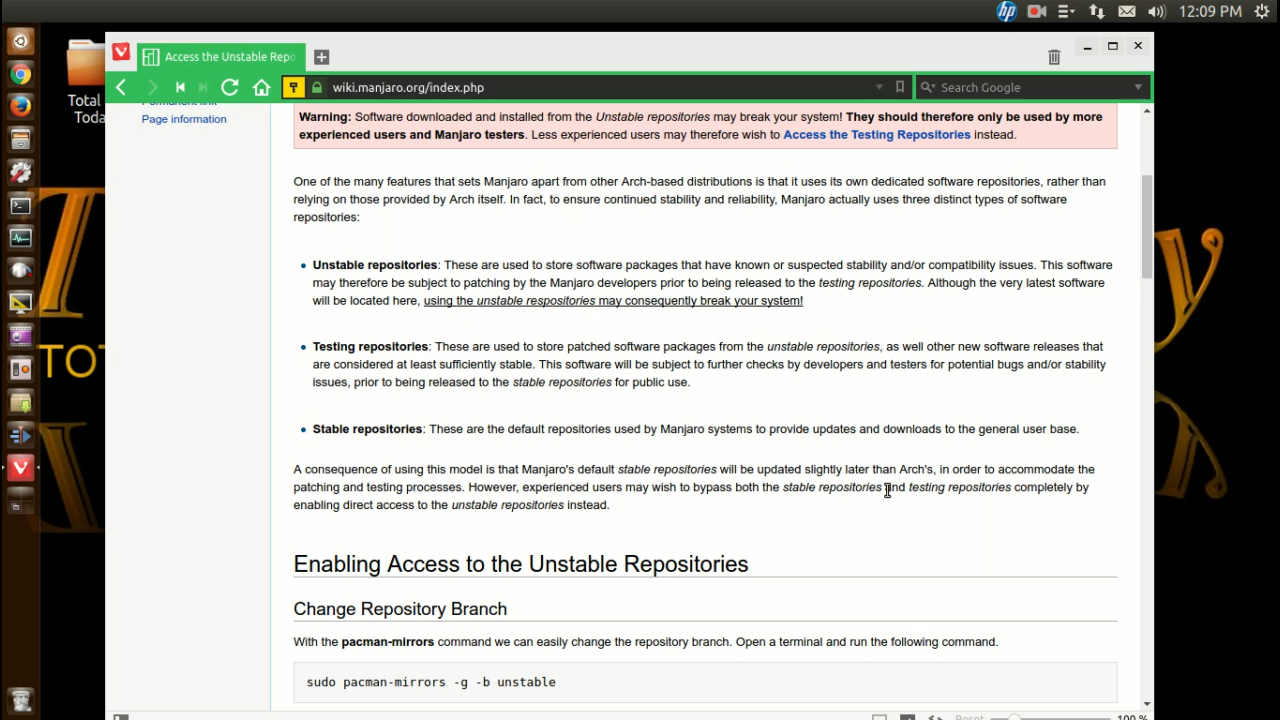 hp
12:09 PM
Access the Unstable Repo
wiki.manjaro.org/index.php
Search Google
Total
Toda
Page information
Warning: Software downloaded and installed from the Unstable repositories may break your system! They should therefore only be used by more
experienced users and Manjaro testers. Less experienced users may therefore wish to Access the Testing Repositories instead.
One of the many features that sets Manjaro apart from other Arch-based distributions is that it uses its own dedicated software repositories, rather than
relying on those provided by Arch itself. In fact, to ensure continued stability and reliability, Manjaro actually uses three distinct types of software
repositories:
Unstable repositories: These are used to store software packages that have known or suspected stability and/or compatibility issues. This software
may therefore be subject to patching by the Manjaro developers prior to being released to the testing repositories. Although the very latest software
will be located here, using the unstable respositories may consequently break your system!
Testing repositories: These are used to store patched software packages from the unstable repositories, as well other new software releases that
are considered at least sufficiently stable. This software will be subject to further checks by developers and testers for potential bugs and/or stability
issues, prior to being released to the stable repositories for public use.
Stable repositories: These are the default repositories used by Manjaro systems to provide updates and downloads to the general user base.
A consequence of using this model is that Manjaro's default stable repositories will be updated slightly later than Arch's, in order to accommodate the
patching and testing processes. However, experienced users may wish to bypass both the stable repositories and testing repositories completely by
enabling direct access to the unstable repositories instead.
Enabling Access to the Unstable Repositories
Change Repository Branch
With the pacman-mirrors command we can easily change the repository branch. Open a terminal and run the following command.
sudo pacman-mirrors -g -b unstable
Reset
100 %
TOT
y